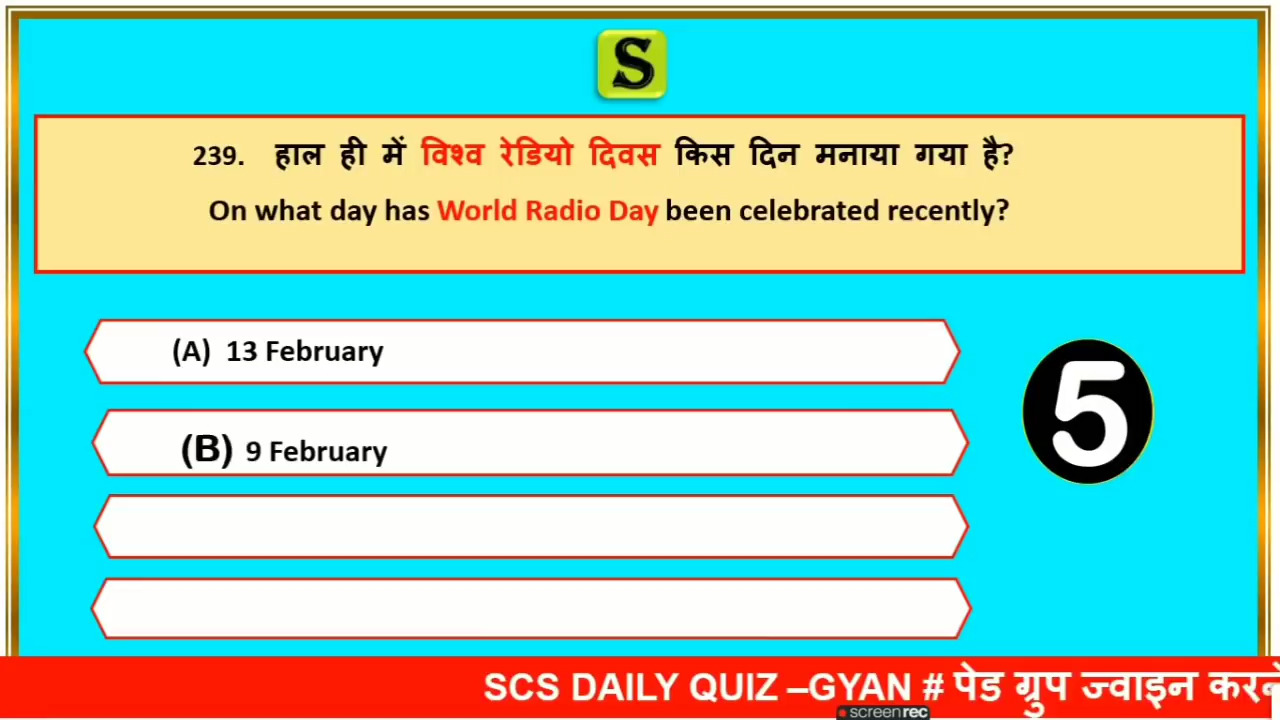 S
239. हाल ही में विश्व रेडियो दिवस किस दिन मनाया गया है?
On what day has World Radio Day been celebrated recently?
(A) 13 February
(B) 9 February
5
SCS DAILY QUIZ –GYAN # पेड ग्रुप ज्वाइन करने
screenrec